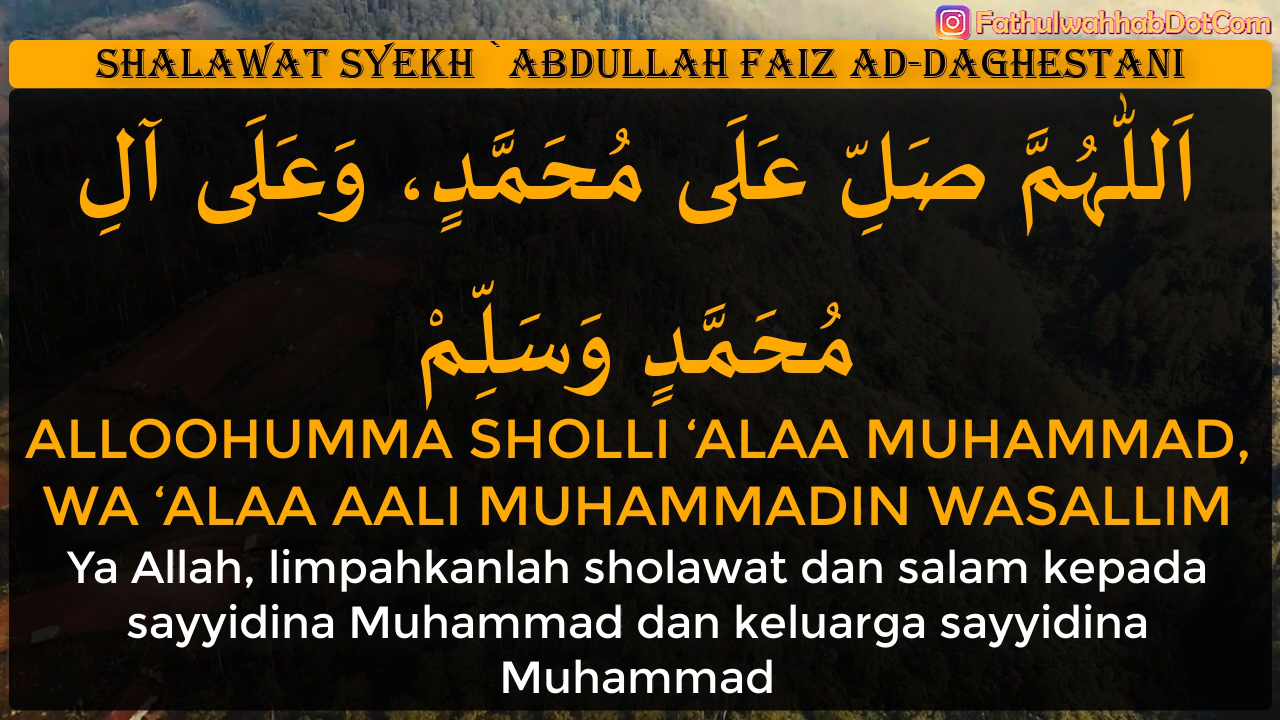 FathulwahhabDotCom
SHALAWAT SYEKH `ABDULLAH FAIZ AD-DAGHESTANI
اَللّٰهُمَّ صَلِّ عَلَى مُحَمَّدٍ، وَعَلَى آلِ
مُحَمَّدٍ وَسَلِّمْ
ALLOOHUMMA SHOLLI ‘ALAA MUHAMMAD,
WA ‘ALAA AALI MUHAMMADIN WASALLIM
Ya Allah, limpahkanlah sholawat dan salam kepada
sayyidina Muhammad dan keluarga sayyidina
Muhammad